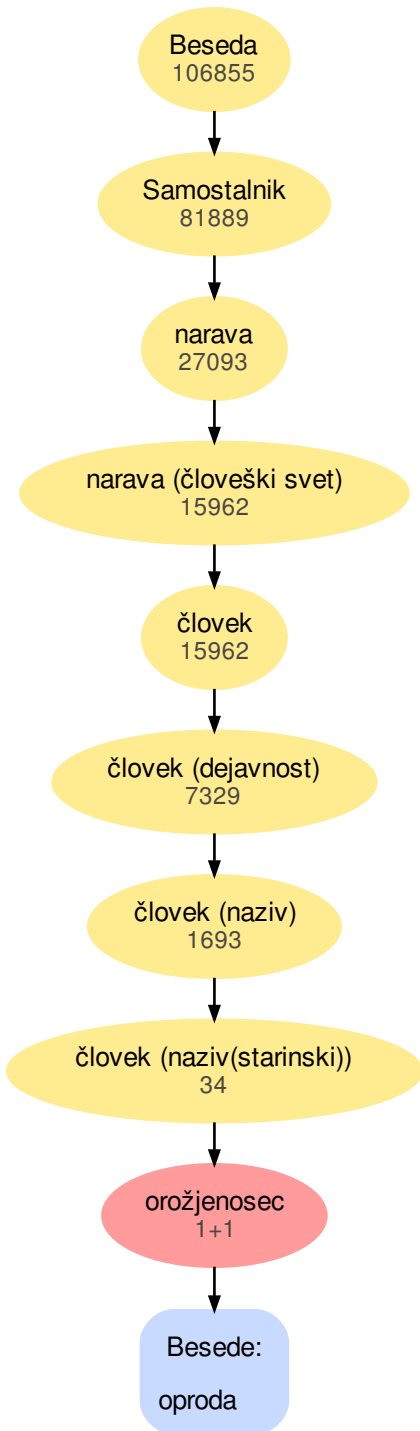 Beseda
106855
Samostalnik
81889
narava
27093
narava (človeški svet)
15962
človek
15962
človek (dejavnost)
7329
človek (naziv)
1693
človek (naziv(starinski))
34
orožjenosec
1+1
Besede:
oproda